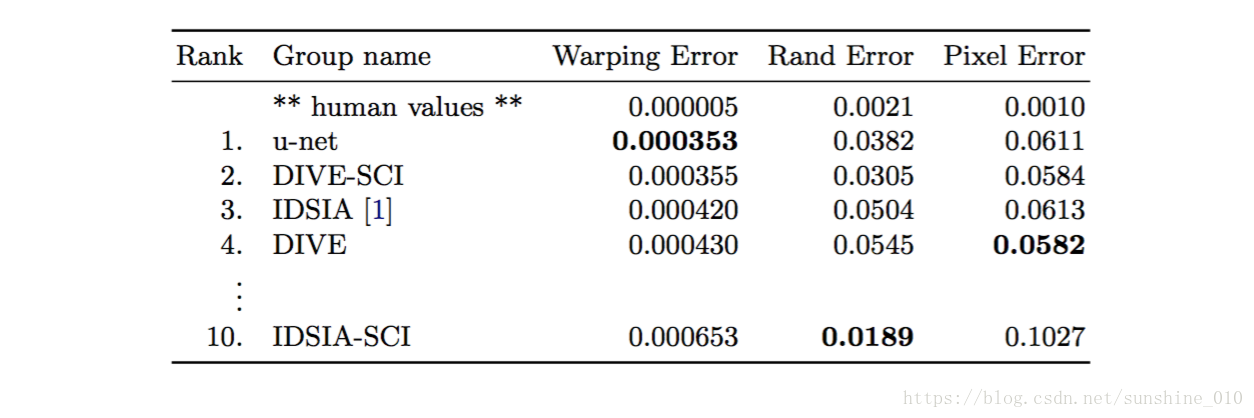 Rank Group name Warping Error Rand Error Pixel Error
** human values ** 0.000005 0.0021 0.0010
1. u-net 0.000353 0.0382 0.0611
2. DIVE-SCI 0.000355 0.0305 0.0584
3. IDSIA [1] 0.000420 0.0504 0.0613
4. DIVE 0.000430 0.0545 0.0582
⋮
10. IDSIA-SCI 0.000653 0.0189 0.1027
https://blog.csdn.net/sunshine_010